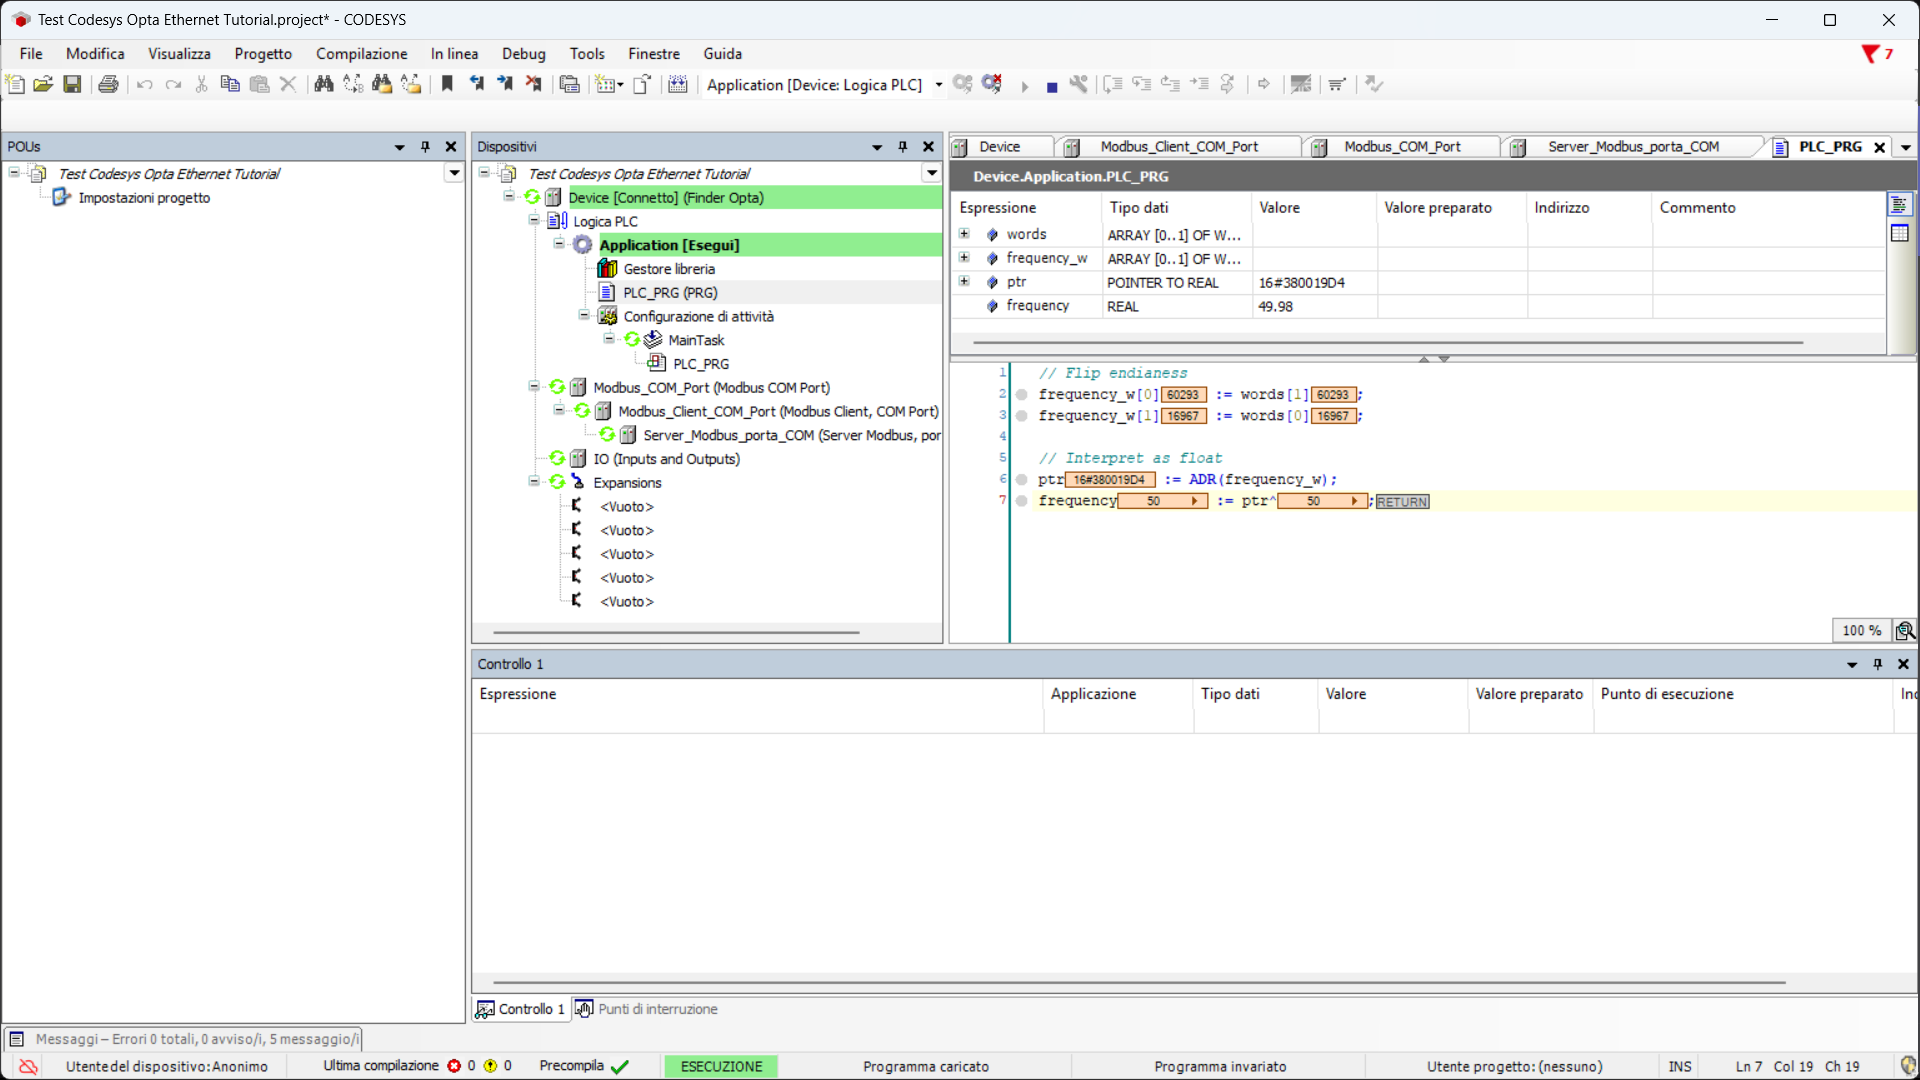 Test Codesys Opta Ethernet Tutorial.project* - CODESYS
File Modifica Visualizza Progetto Compilazione In linea Debug Tools Finestre Guida
7
Application [Device: Logica PLC]
POUs
Test Codesys Opta Ethernet Tutorial
Impostazioni progetto
Dispositivi
Test Codesys Opta Ethernet Tutorial
Device [Connetto] (Finder Opta)
Logica PLC
Application [Esegui]
Gestore libreria
PLC_PRG (PRG)
Configurazione di attività
MainTask
PLC_PRG
Modbus_COM_Port (Modbus COM Port)
Modbus_Client_COM_Port (Modbus Client, COM Port)
Server_Modbus_porta_COM (Server Modbus, por
IO (Inputs and Outputs)
Expansions
<Vuoto>
<Vuoto>
<Vuoto>
<Vuoto>
<Vuoto>
Device Modbus_Client_COM_Port Modbus_COM_Port Server_Modbus_porta_COM PLC_PRG
Device.Application.PLC_PRG
Espressione Tipo dati Valore Valore preparato Indirizzo Commento
words ARRAY [0..1] OF W...
frequency_w ARRAY [0..1] OF W...
ptr POINTER TO REAL 16#380019D4
frequency REAL 49.98
1 // Flip endianess
2 frequency_w[0] 60293 := words[1] 60293 ;
3 frequency_w[1] 16967 := words[0] 16967 ;
4
5 // Interpret as float
6 ptr 16#380019D4 := ADR(frequency_w);
7 frequency 50 := ptr^ 50 ; RETURN
100 %
Controllo 1
Espressione Applicazione Tipo dati Valore Valore preparato Punto di esecuzione Inc
Controllo 1 Punti di interruzione
Messaggi – Errori 0 totali, 0 avviso/i, 5 messaggio/i
Utente del dispositivo: Anonimo Ultima compilazione 0 0 Precompila ESECUZIONE Programma caricato Programma invariato Utente progetto: (nessuno) INS Ln 7 Col 19 Ch 19